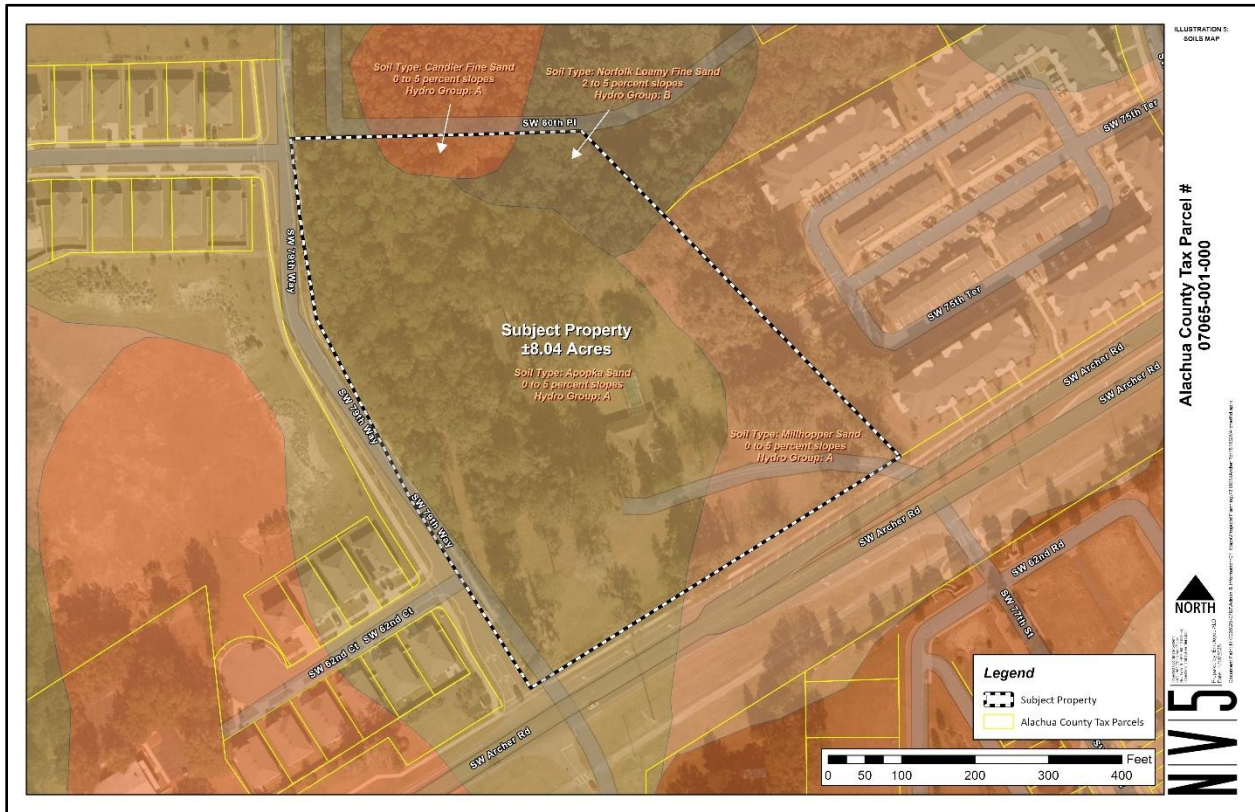 ILLUSTRATION 5:
SOILS MAP
Soil Type: Candler Fine Sand
0 to 5 percent slopes
Hydro Group: A
Soil Type: Norfolk Loamy Fine Sand
2 to 5 percent slopes
Hydro Group: B
SW 60th Pl
SW 75th Ter
SW 75th Ter
SW 79th Way
Subject Property
±8.04 Acres
Soil Type: Apopka Sand
0 to 5 percent slopes
Hydro Group: A
SW Archer Rd
SW Archer Rd
SW 79th Way
Soil Type: Millhopper Sand
0 to 5 percent slopes
Hydro Group: A
SW 79th Way
SW Archer Rd
SW 62nd Rd
SW 77th St
SW 62nd Ct
SW 62nd Ct
SW Archer Rd
Legend
Subject Property
Alachua County Tax Parcels
Feet
0 50 100 200 300 400
Alachua County Tax Parcel #
07065-001-000
NORTH
NV5